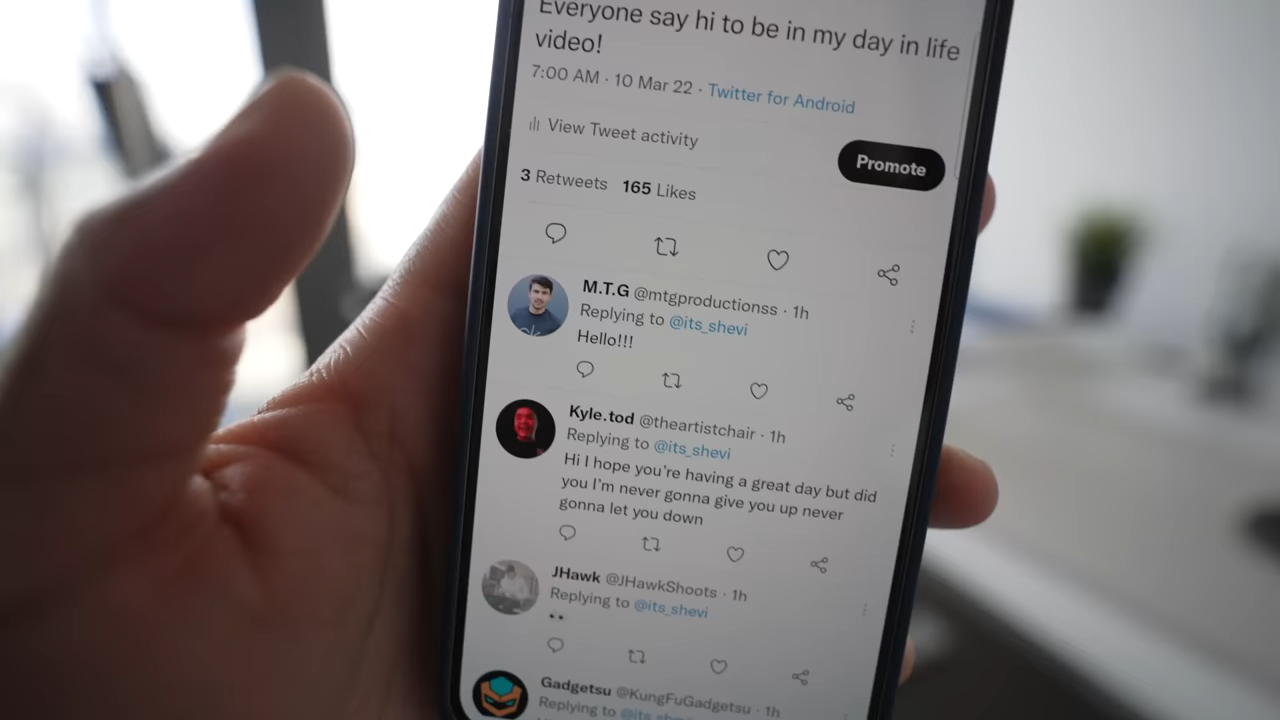 Everyone say hi to be in my day in life
video!
7:00 AM · 10 Mar 22 · Twitter for Android
View Tweet activity
Promote
3 Retweets 165 Likes
M.T.G @mtgproductionss · 1h
Replying to @its_shevi
Hello!!!
Kyle.tod @theartistchair · 1h
Replying to @its_shevi
Hi I hope you're having a great day but did
you I'm never gonna give you up never
gonna let you down
JHawk @JHawkShoots · 1h
Replying to @its_shevi
👀
Gadgetsu @KungFuGadgetsu · 1h
Replying to @its_shevi